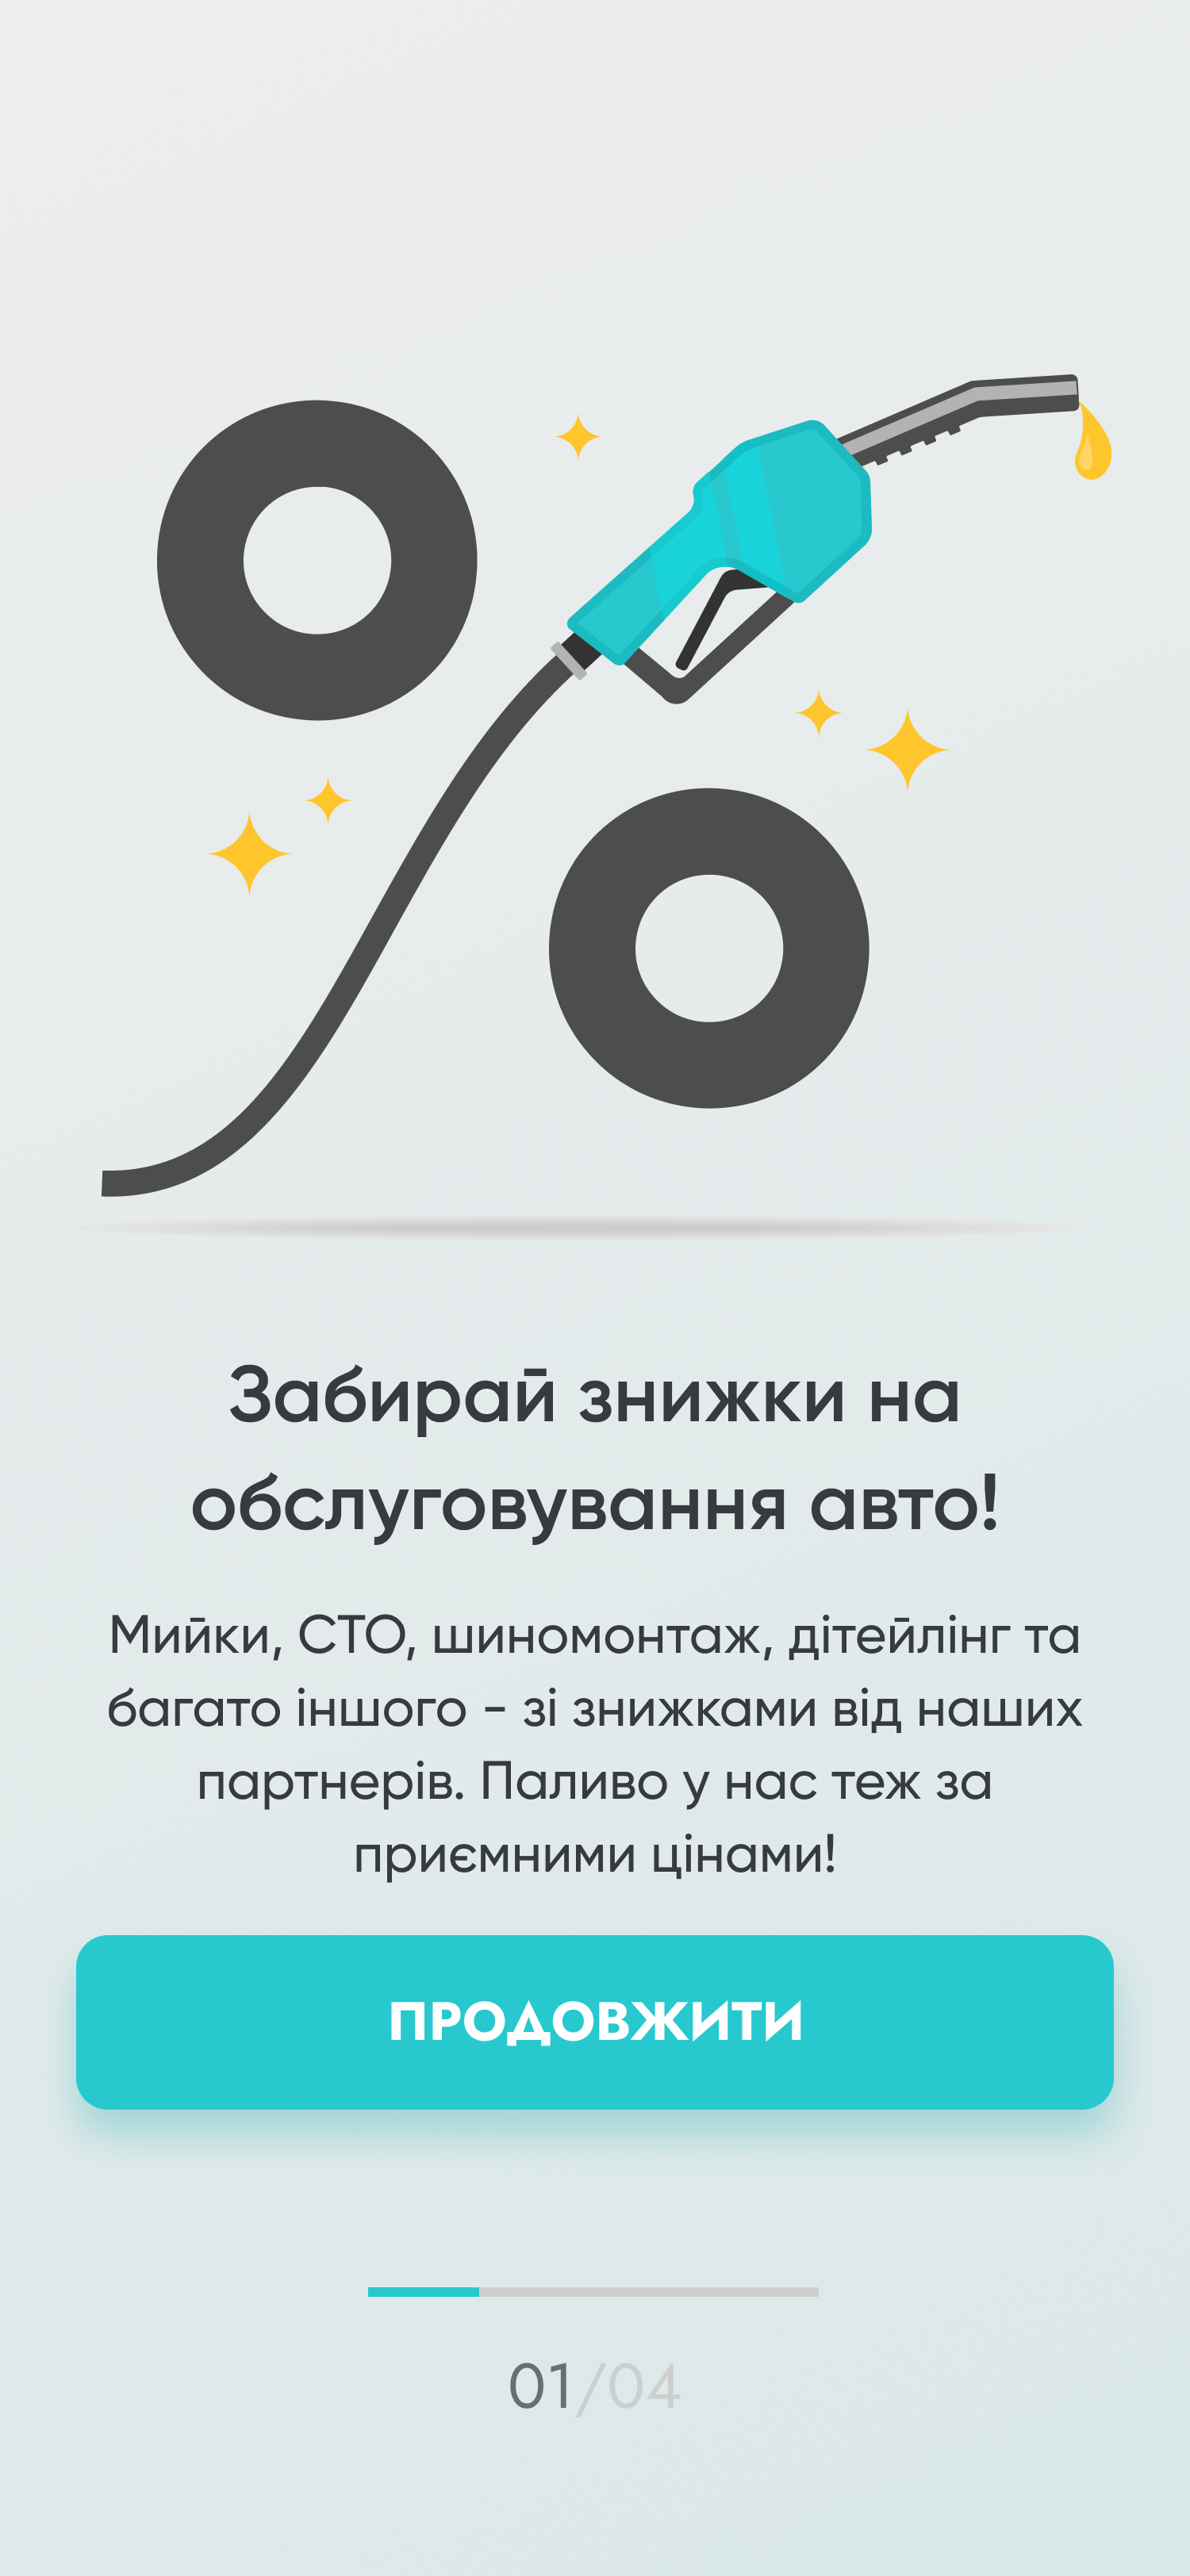 Забирай знижки на
обслуговування авто!
Мийки, СТО, шиномонтаж, дітейлінг та
багато іншого - зі знижками від наших
партнерів. Паливо у нас теж за
приємними цінами!
ПРОДОВЖИТИ
01/04